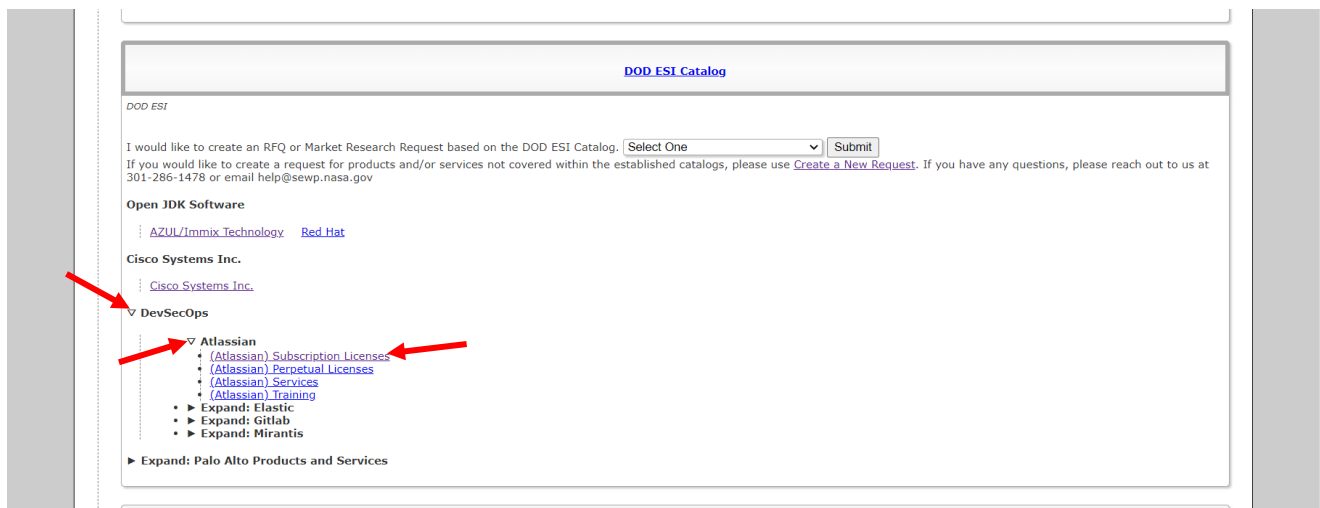 DOD ESI Catalog
DOD ESI
I would like to create an RFQ or Market Research Request based on the DOD ESI Catalog. Select One Submit
If you would like to create a request for products and/or services not covered within the established catalogs, please use Create a New Request. If you have any questions, please reach out to us at
301-286-1478 or email help@sewp.nasa.gov
Open JDK Software
AZUL/Immix Technology Red Hat
Cisco Systems Inc.
Cisco Systems Inc.
DevSecOps
Atlassian
(Atlassian) Subscription Licenses
(Atlassian) Perpetual Licenses
(Atlassian) Services
(Atlassian) Training
Expand: Elastic
Expand: Gitlab
Expand: Mirantis
Expand: Palo Alto Products and Services